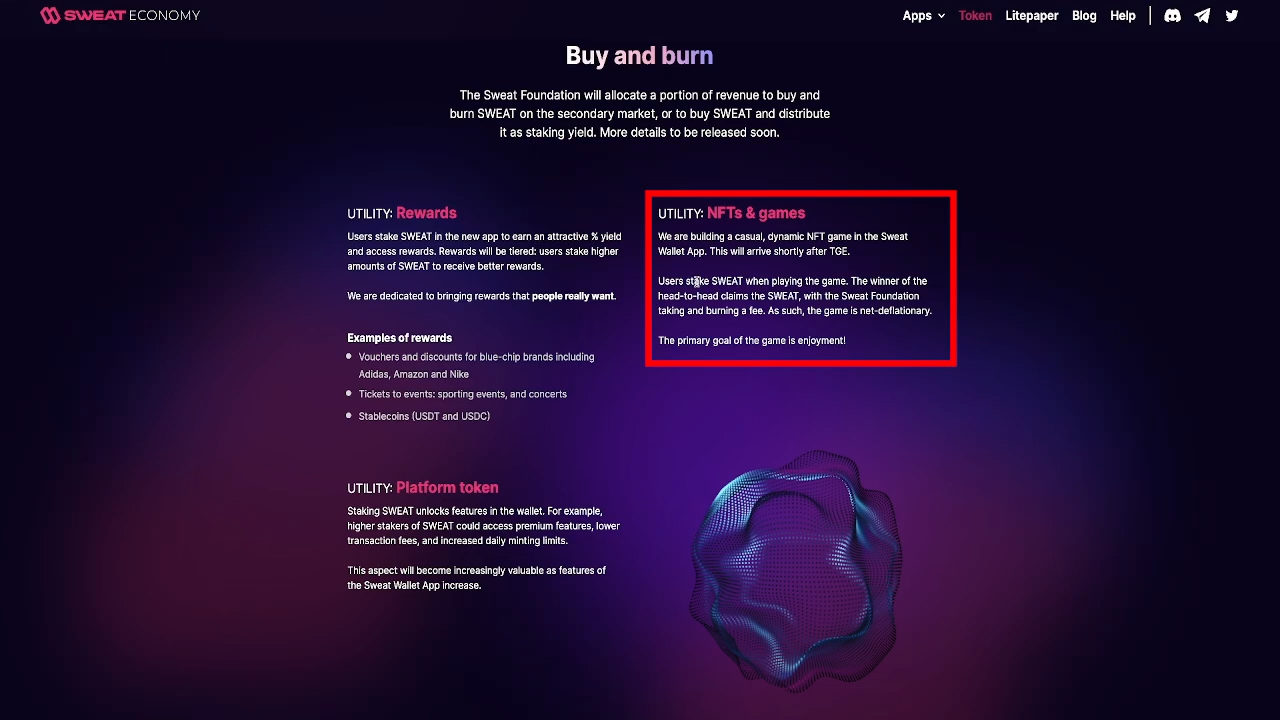 SWEAT ECONOMY
Apps
Token
Litepaper
Blog
Help
Buy and burn
The Sweat Foundation will allocate a portion of revenue to buy and
burn SWEAT on the secondary market, or to buy SWEAT and distribute
it as staking yield. More details to be released soon.
UTILITY: Rewards
Users stake SWEAT in the new app to earn an attractive % yield
and access rewards. Rewards will be tiered: users stake higher
amounts of SWEAT to receive better rewards.
We are dedicated to bringing rewards that people really want.
Examples of rewards
Vouchers and discounts for blue-chip brands including
Adidas, Amazon and Nike
Tickets to events: sporting events, and concerts
Stablecoins (USDT and USDC)
UTILITY: NFTs & games
We are building a casual, dynamic NFT game in the Sweat
Wallet App. This will arrive shortly after TGE.
Users stake SWEAT when playing the game. The winner of the
head-to-head claims the SWEAT, with the Sweat Foundation
taking and burning a fee. As such, the game is net-deflationary.
The primary goal of the game is enjoyment!
UTILITY: Platform token
Staking SWEAT unlocks features in the wallet. For example,
higher stakers of SWEAT could access premium features, lower
transaction fees, and increased daily minting limits.
This aspect will become increasingly valuable as features of
the Sweat Wallet App increase.